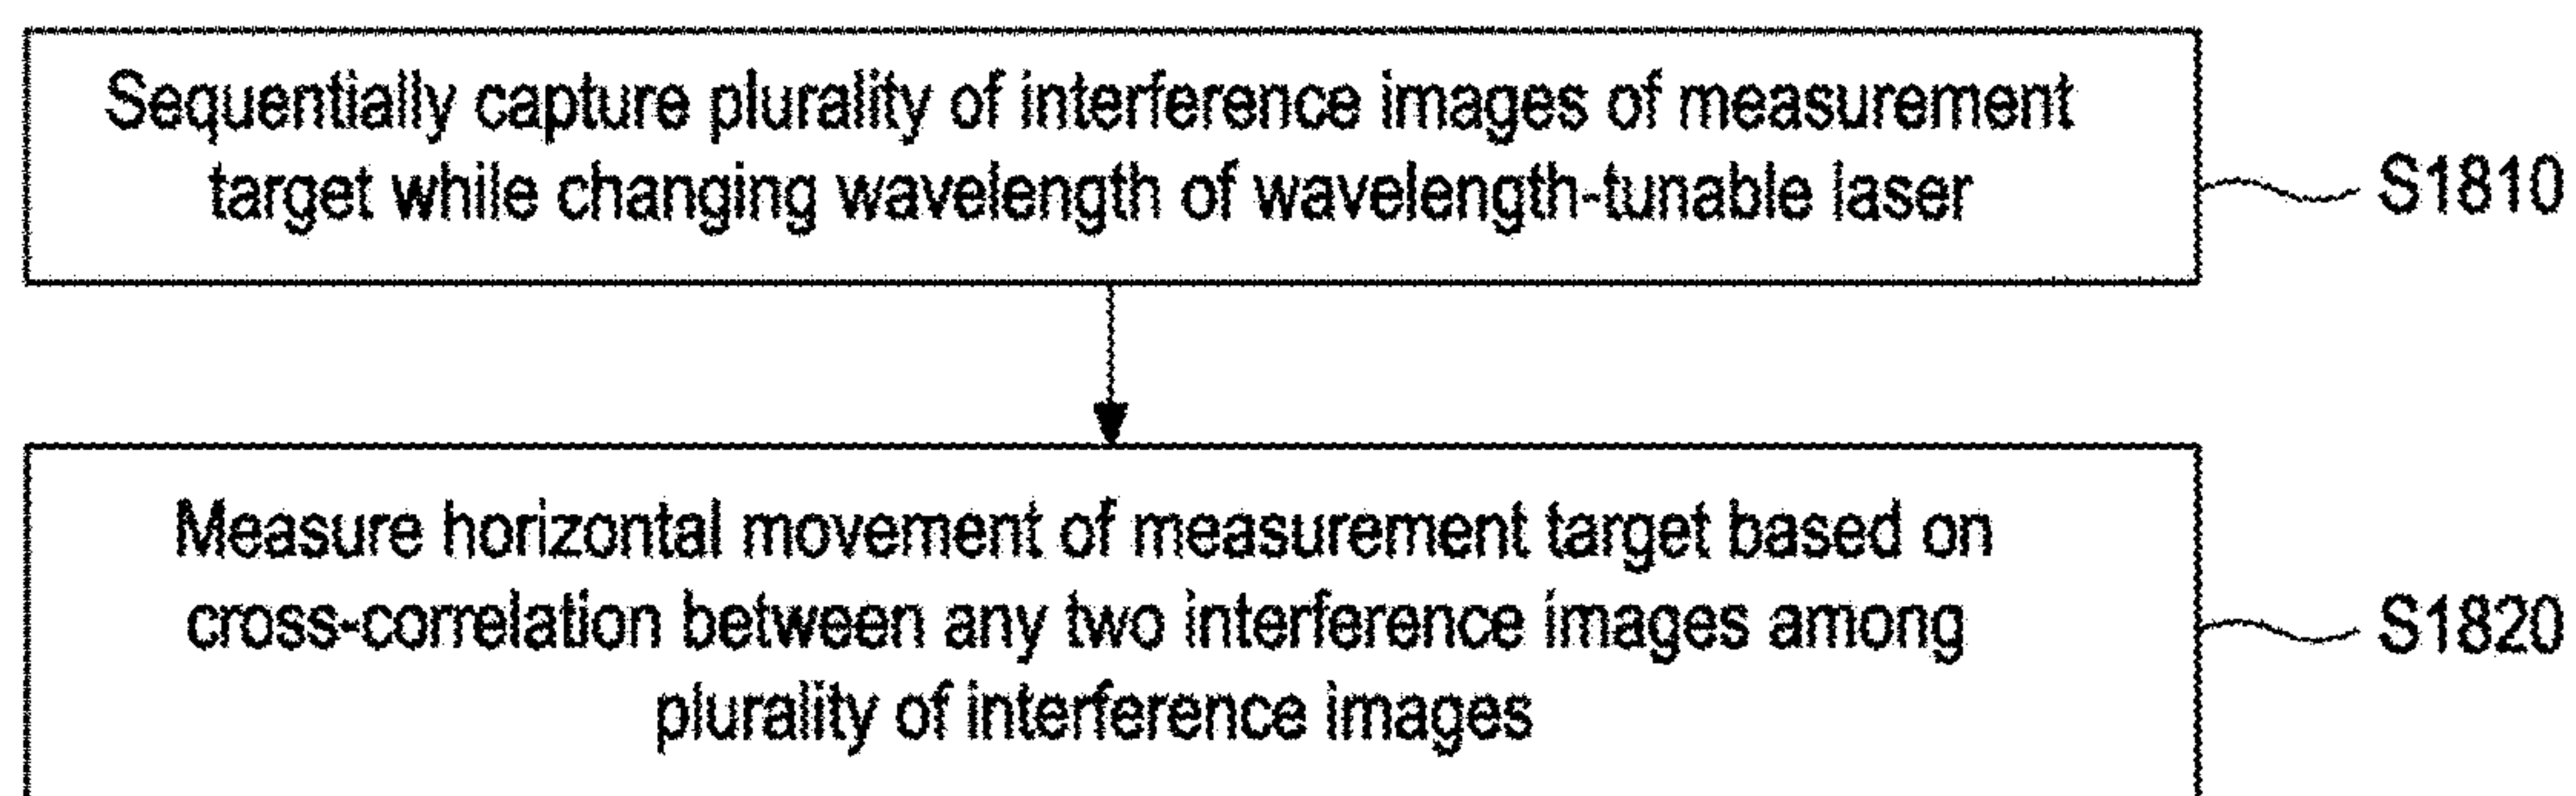 Sequentially capture plurality of interference images of measurement
target while changing wavelength of wavelength-tunable laser
S1810
Measure horizontal movement of measurement target based on
cross-correlation between any two interference images among
plurality of interference images
S1820